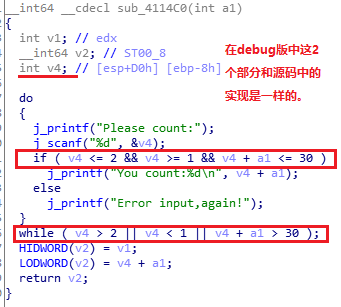 __int64 __cdecl sub_4114C0(int a1)
{
int v1; // edx
__int64 v2; // ST00_8
int v4; // [esp+D0h] [ebp-8h]
在debug版中这2
个部分和源码中的
实现是一样的。
do
{
j_printf("Please count:");
j_scanf("%d", &v4);
if ( v4 <= 2 && v4 >= 1 && v4 + a1 <= 30 )
j_printf("You count:%d\n", v4 + a1);
else
j_printf("Error input,again!");
}
while ( v4 > 2 || v4 < 1 || v4 + a1 > 30 );
HIDWORD(v2) = v1;
LODWORD(v2) = v4 + a1;
return v2;
}